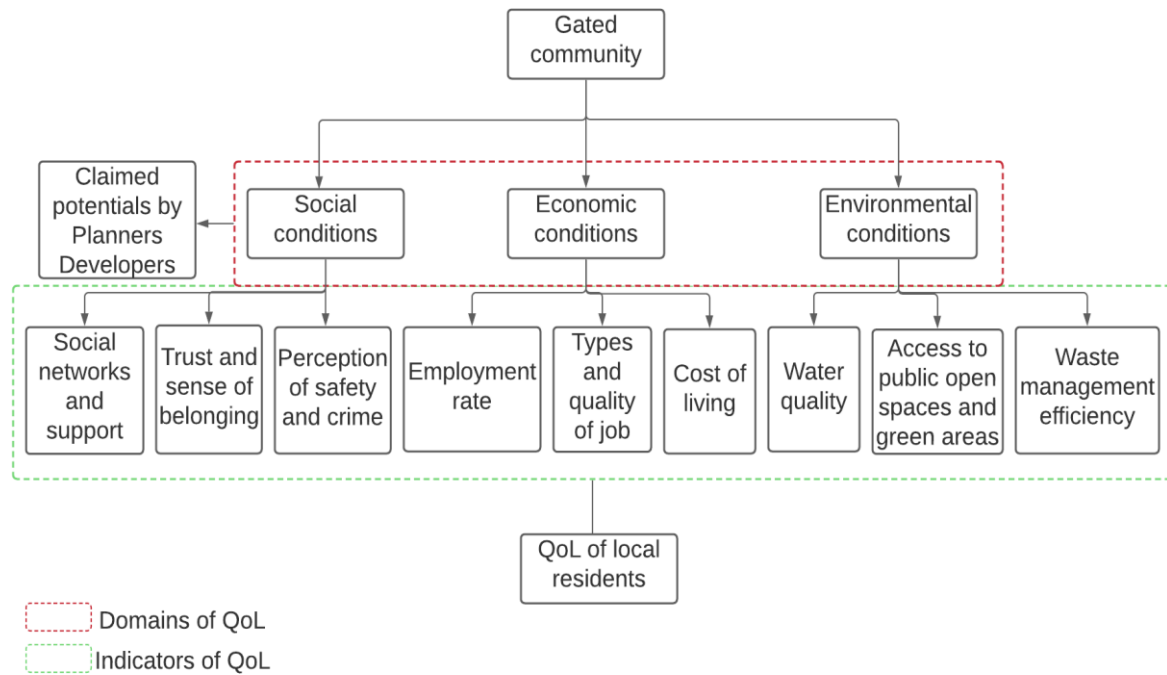 Gated
community
Claimed
potentials by
Planners
Developers
Social
conditions
Economic
conditions
Environmental
conditions
Social
networks
and
support
Trust and
sense of
belonging
Perception
of safety
and crime
Employment
rate
Types
and
quality
of job
Cost of
living
Water
quality
Access to
public open
spaces and
green areas
Waste
management
efficiency
QoL of local
residents
Domains of QoL
Indicators of QoL